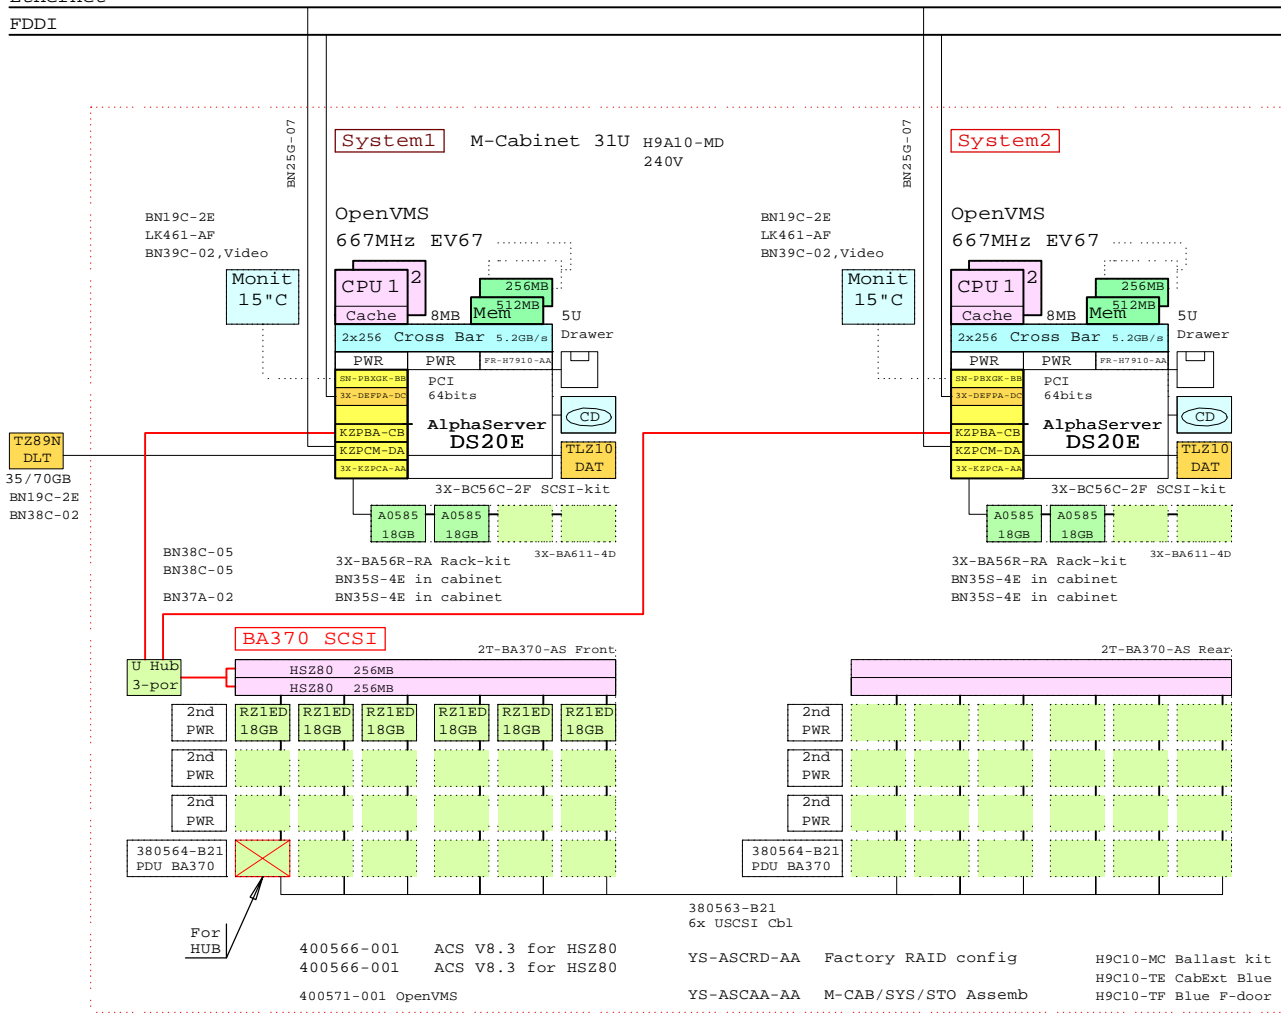 Ethernet
FDDI
BN25G-07
System1
M-Cabinet 31U
H9A10-MD
240V
BN25G-07
System2
BN19C-2E
LK461-AF
BN39C-02,Video
OpenVMS
667MHz EV67
BN19C-2E
LK461-AF
BN39C-02,Video
OpenVMS
667MHz EV67
Monit
15"C
CPU 1
2
Cache
8MB
256MB
512MB
Mem
5U
Drawer
2x256 Cross Bar 5.2GB/s
PWR
PWR
FR-H7910-AA
SN-PBXGK-BB
3X-DEFPA-DC
KZPBA-CB
KZPCM-DA
3X-KZPCA-AA
PCI
64bits
AlphaServer
DS20E
CD
TLZ10
DAT
Monit
15"C
CPU 1
2
Cache
8MB
256MB
512MB
Mem
5U
Drawer
2x256 Cross Bar 5.2GB/s
PWR
PWR
FR-H7910-AA
SN-PBXGK-BB
3X-DEFPA-DC
KZPBA-CB
KZPCM-DA
3X-KZPCA-AA
PCI
64bits
AlphaServer
DS20E
CD
TLZ10
DAT
TZ89N
DLT
35/70GB
BN19C-2E
BN38C-02
3X-BC56C-2F SCSI-kit
A0585
18GB
A0585
18GB
3X-BA611-4D
3X-BA56R-RA Rack-kit
BN35S-4E in cabinet
BN35S-4E in cabinet
3X-BC56C-2F SCSI-kit
A0585
18GB
A0585
18GB
3X-BA611-4D
3X-BA56R-RA Rack-kit
BN35S-4E in cabinet
BN35S-4E in cabinet
BN38C-05
BN38C-05
BN37A-02
BA370 SCSI
2T-BA370-AS Front
2T-BA370-AS Rear
U Hub
3-por
HSZ80 256MB
HSZ80 256MB
2nd
PWR
RZ1ED
18GB
RZ1ED
18GB
RZ1ED
18GB
RZ1ED
18GB
RZ1ED
18GB
RZ1ED
18GB
2nd
PWR
2nd
PWR
380564-B21
PDU BA370
2nd
PWR
2nd
PWR
2nd
PWR
380564-B21
PDU BA370
For
HUB
380563-B21
6x USCSI Cbl
400566-001 ACS V8.3 for HSZ80
400566-001 ACS V8.3 for HSZ80
400571-001 OpenVMS
YS-ASCRD-AA Factory RAID config
YS-ASCAA-AA M-CAB/SYS/STO Assemb
H9C10-MC Ballast kit
H9C10-TE CabExt Blue
H9C10-TF Blue F-door